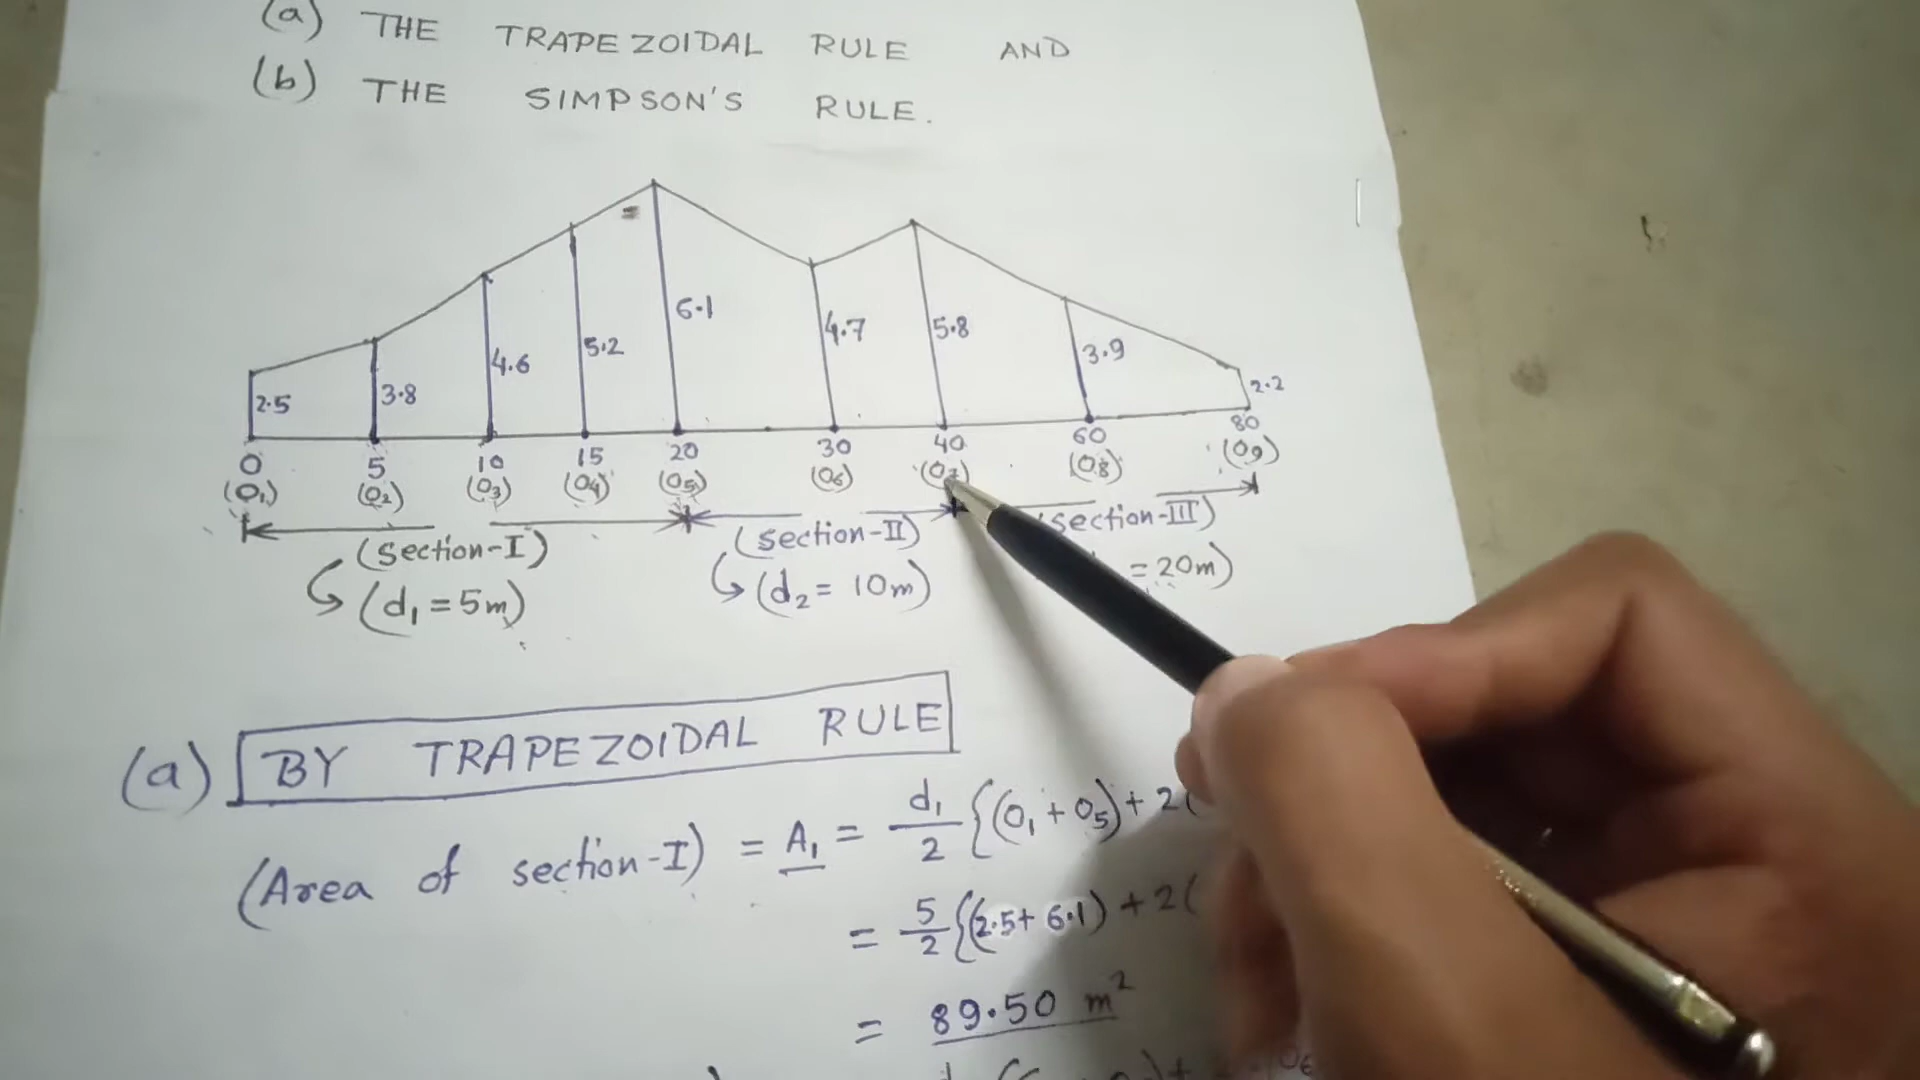 (a) THE TRAPEZOIDAL RULE AND
(b) THE SIMPSON'S RULE.
2.5 3.8 4.6 5.2 6.1 4.7 5.8 3.9 2.2
0 5 10 15 20 30 40 60 80
(O₁) (O₂) (O₃) (O₄) (O₅) (O₆) (O₇) (O₈) (O₉)
(section-I) (section-II) (section-III)
(d₁ = 5m) (d₂ = 10m) = 20m)
(a) BY TRAPEZOIDAL RULE
(Area of section-I) = A₁ = d₁/2 {(O₁ + O₅) + 2(
= 5/2 {(2.5 + 6.1) + 2(
= 89.50 m²